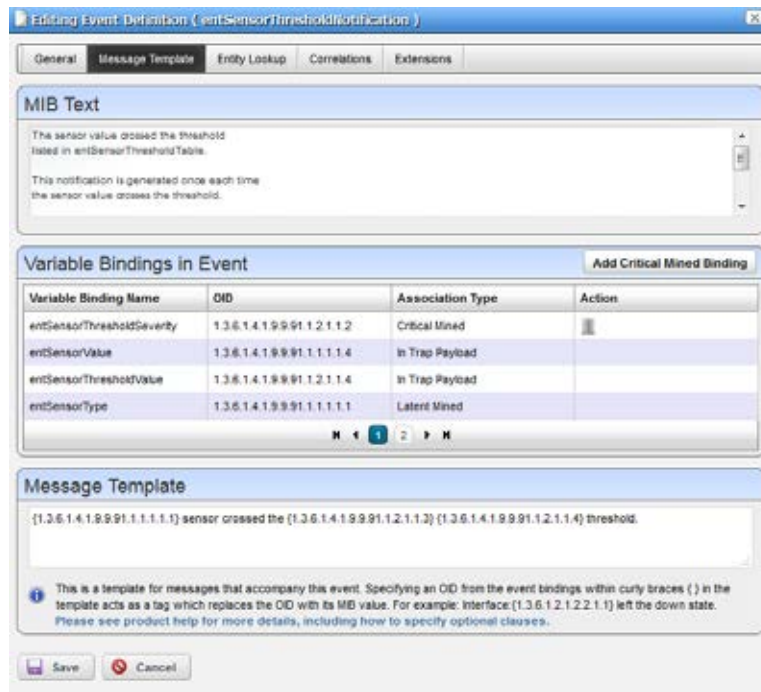 Editing Event Definition ( entSensorThresholdNotification )
General Message Template Entity Lookup Correlations Extensions
MIB Text
The sensor value crossed the threshold
listed in entSensorThresholdTable.
This notification is generated once each time
the sensor value crosses the threshold.
Variable Bindings in Event Add Critical Mined Binding
Variable Binding Name OID Association Type Action
entSensorThresholdSeverity 1.3.6.1.4.1.9.9.91.1.2.1.1.2 Critical Mined
entSensorValue 1.3.6.1.4.1.9.9.91.1.1.1.1.4 In Trap Payload
entSensorThresholdValue 1.3.6.1.4.1.9.9.91.1.2.1.1.4 In Trap Payload
entSensorType 1.3.6.1.4.1.9.9.91.1.1.1.1.1 Latent Mined
1 2
Message Template
{1.3.6.1.4.1.9.9.91.1.1.1.1.1} sensor crossed the {1.3.6.1.4.1.9.9.91.1.2.1.1.3} {1.3.6.1.4.1.9.9.91.1.2.1.1.4} threshold.
This is a template for messages that accompany this event. Specifying an OID from the event bindings within curly braces { } in the
template acts as a tag which replaces the OID with its MIB value. For example: Interface:{1.3.6.1.2.1.2.2.1.1} left the down state.
Please see product help for more details, including how to specify optional clauses.
Save Cancel